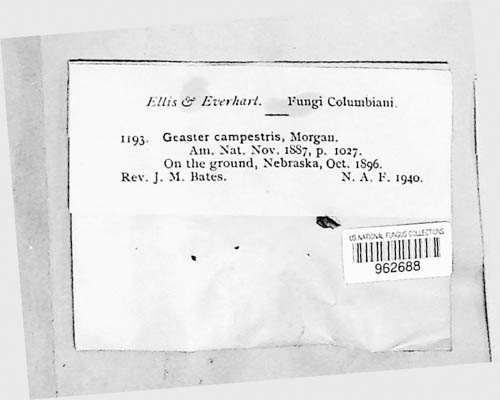 Ellis & Everhart. Fungi Columbiani.
1193. Geaster campestris, Morgan.
Am. Nat. Nov. 1887, p. 1027.
On the ground, Nebraska, Oct. 1896.
Rev. J. M. Bates. N. A. F. 1940.
US NATIONAL FUNGUS COLLECTIONS
962688